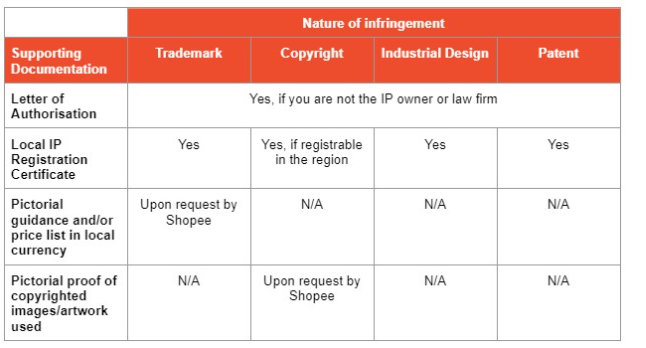 Nature of infringement
Supporting
Documentation
Trademark
Copyright
Industrial Design
Patent
Letter of
Authorisation
Yes, if you are not the IP owner or law firm
Local IP
Registration
Certificate
Yes
Yes, if registrable
in the region
Yes
Yes
Pictorial
guidance and/or
price list in local
currency
Upon request by
Shopee
N/A
N/A
N/A
Pictorial proof of
copyrighted
images/artwork
used
N/A
Upon request by
Shopee
N/A
N/A